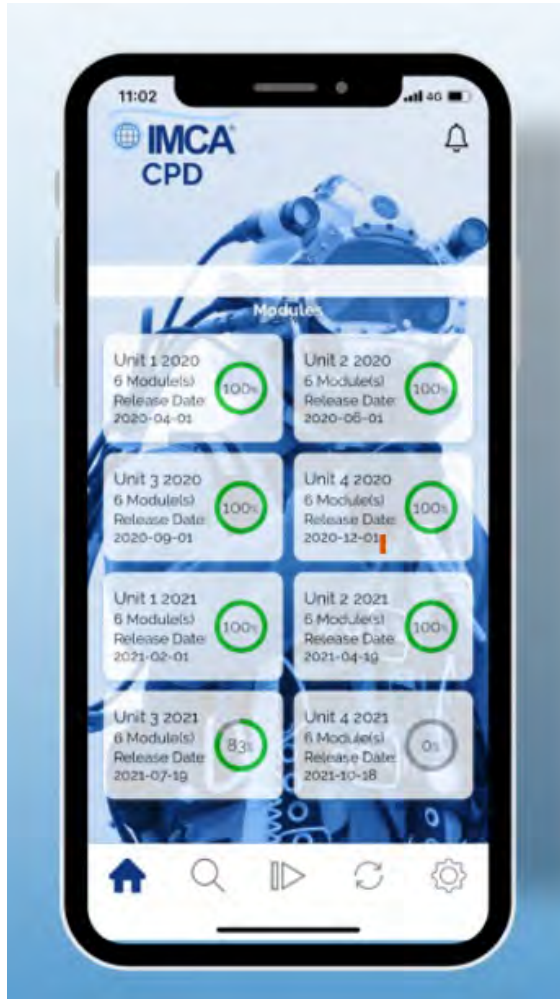 11:02
4G
IMCA
CPD
Modules
Unit 1 2020
6 Module(s)
Release Date:
2020-04-01
100%
Unit 2 2020
6 Module(s)
Release Date:
2020-06-01
100%
Unit 3 2020
6 Module(s)
Release Date:
2020-09-01
100%
Unit 4 2020
6 Module(s)
Release Date:
2020-12-01
100%
Unit 1 2021
6 Module(s)
Release Date:
2021-02-01
100%
Unit 2 2021
6 Module(s)
Release Date:
2021-04-19
100%
Unit 3 2021
6 Module(s)
Release Date:
2021-07-19
83%
Unit 4 2021
6 Module(s)
Release Date:
2021-10-18
0%